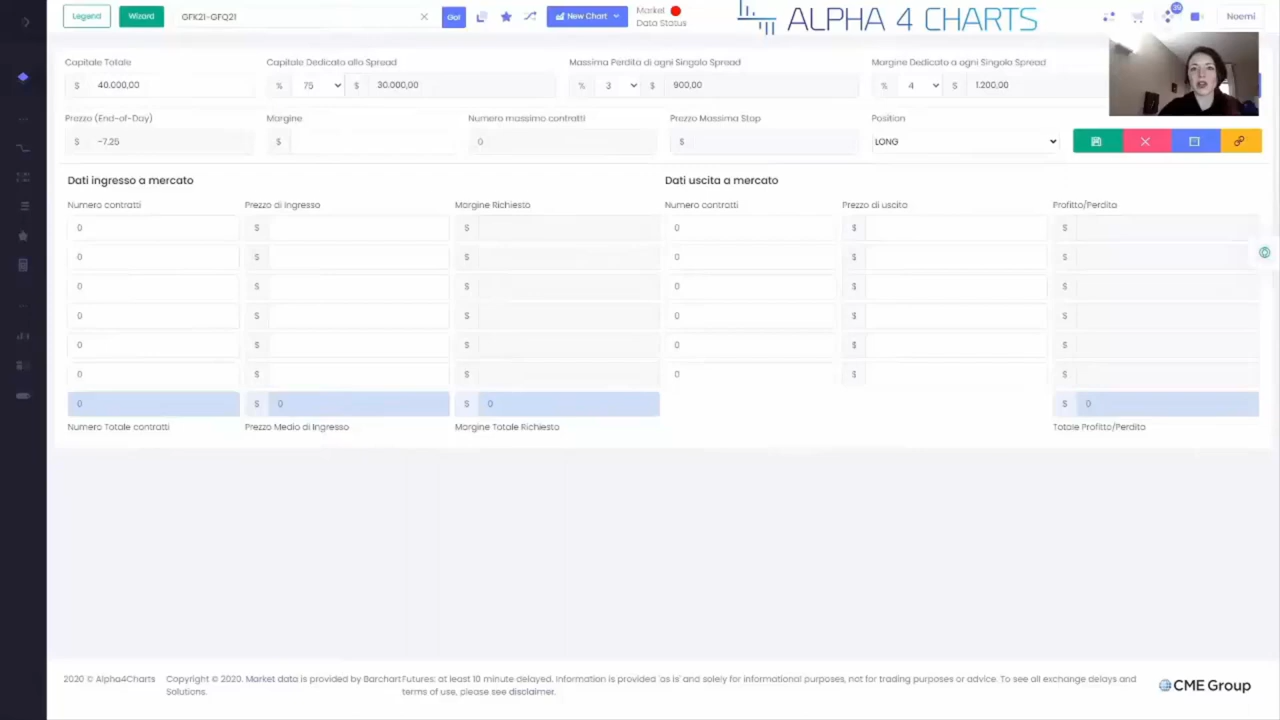 Legend
Wizard
GFK21-GFQ21
Go!
New Chart
Market
Data Status
ALPHA 4 CHARTS
39
Noemi
Capitale Totale
Capitale Dedicato allo Spread
Massima Perdita di ogni Singolo Spread
Margine Dedicato a ogni Singolo Spread
$ 40.000,00
% 75 $ 30.000,00
% 3 $ 900,00
% 4 $ 1.200,00
Prezzo (End-of-Day)
Margine
Numero massimo contratti
Prezzo Massima Stop
Position
$ -7.25
$
0
$
LONG
Dati ingresso a mercato
Dati uscita a mercato
Numero contratti
Prezzo di Ingresso
Margine Richiesto
Numero contratti
Prezzo di uscita
Profitto/Perdita
0 $ $ 0 $ $
0 $ $ 0 $ $
0 $ $ 0 $ $
0 $ $ 0 $ $
0 $ $ 0 $ $
0 $ $ 0 $ $
0 $ 0 $ 0 $ 0
Numero Totale contratti
Prezzo Medio di Ingresso
Margine Totale Richiesto
Totale Profitto/Perdita
2020 © Alpha4Charts
Copyright © 2020. Market data is provided by Barchart
Solutions.
Futures: at least 10 minute delayed. Information is provided 'as is' and solely for informational purposes, not for trading purposes or advice. To see all exchange delays and
terms of use, please see disclaimer.
CME Group